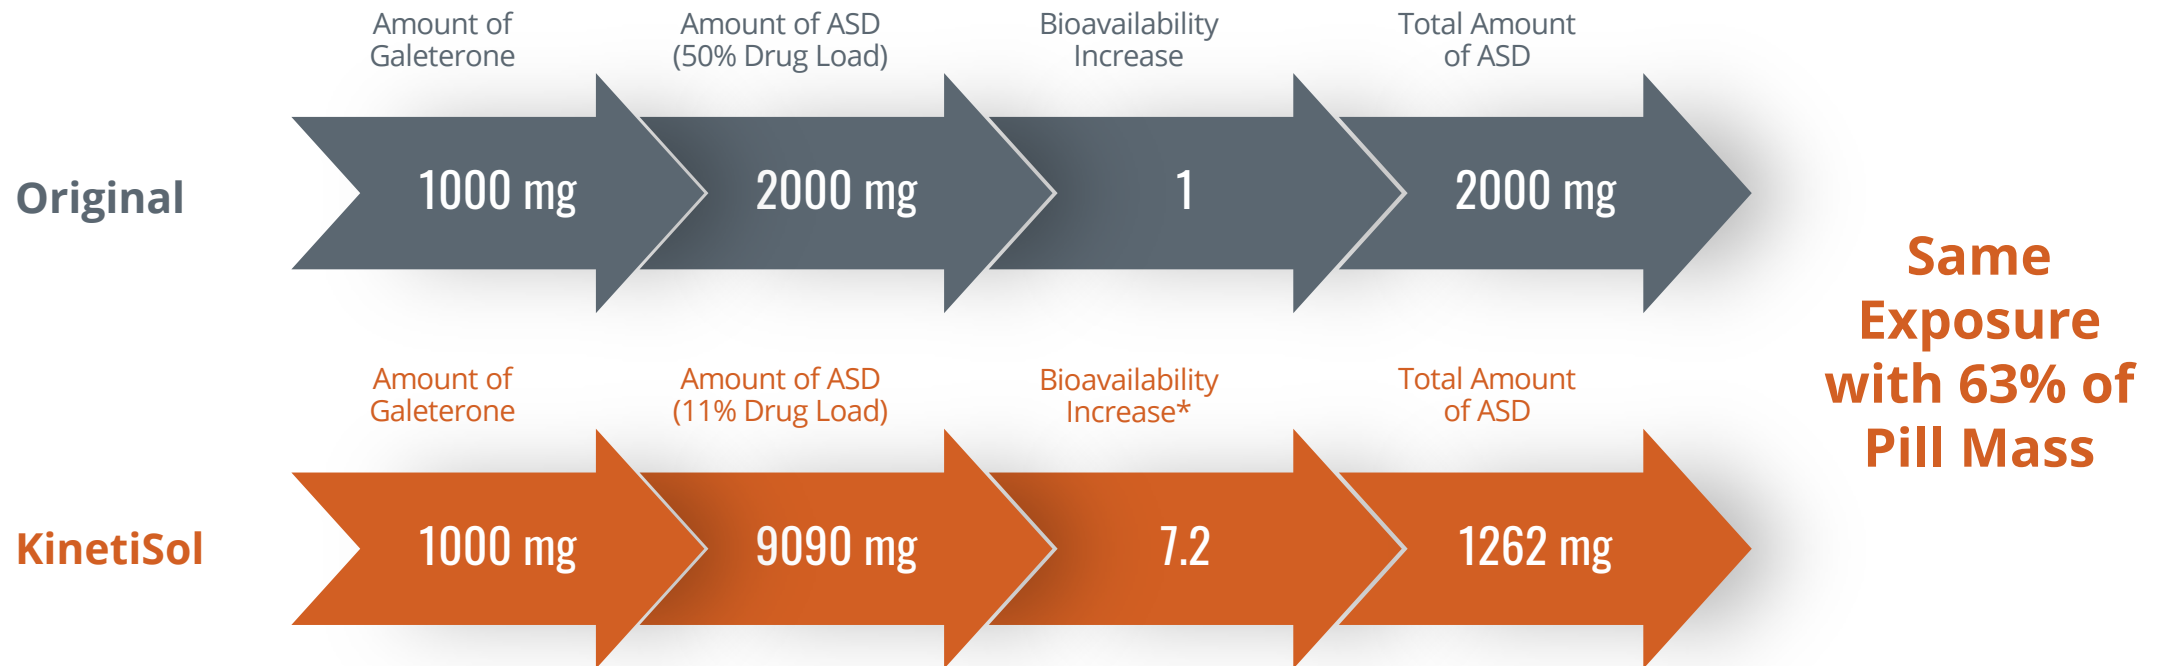 Amount of
Galeterone
Amount of ASD
(50% Drug Load)
Bioavailability
Increase
Total Amount
of ASD
Original
1000 mg
2000 mg
1
2000 mg
Amount of
Galeterone
Amount of ASD
(11% Drug Load)
Bioavailability
Increase*
Total Amount
of ASD
KinetiSol
1000 mg
9090 mg
7.2
1262 mg
Same
Exposure
with 63% of
Pill Mass